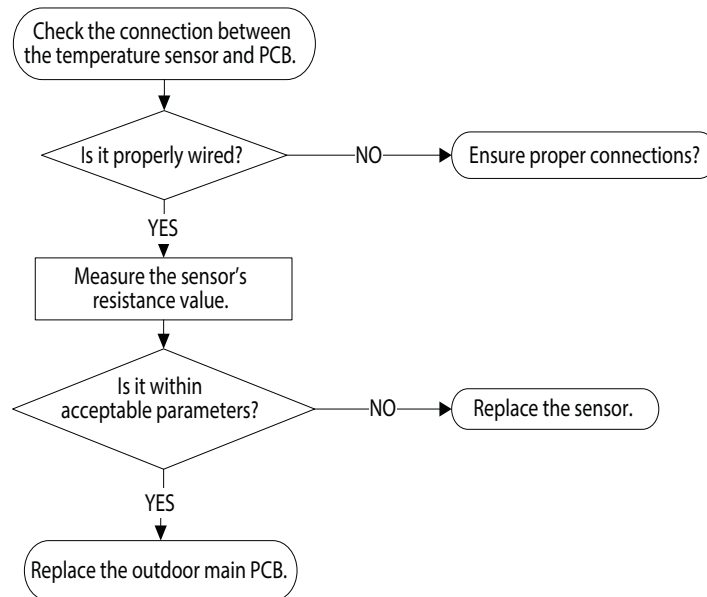 Check the connection between
the temperature sensor and PCB.
Is it properly wired?
NO
Ensure proper connections?
YES
Measure the sensor’s
resistance value.
Is it within
acceptable parameters?
NO
Replace the sensor.
YES
Replace the outdoor main PCB.